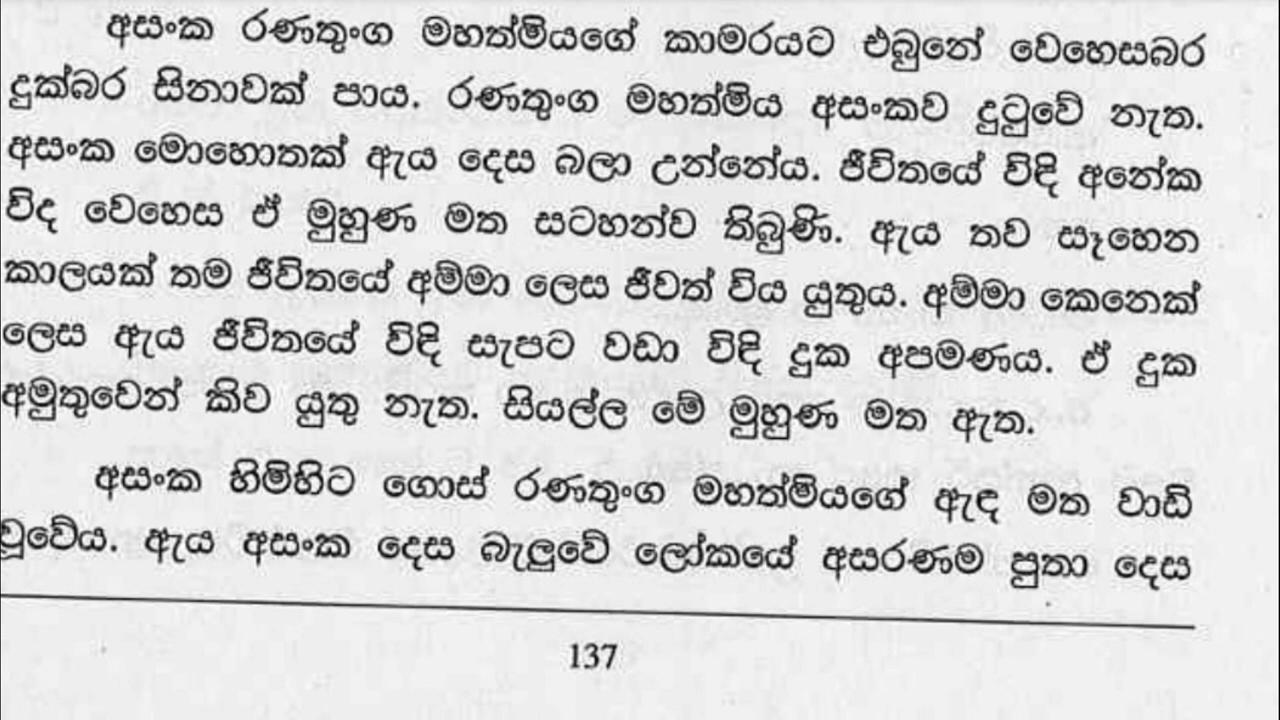 අසංක රණතුංග මහත්මියගේ කාමරයට එබුනේ වෙහෙසබර
දුක්බර සිනාවක් පාය. රණතුංග මහත්මිය අසංකව දුටුවේ නැත.
අසංක මොහොතක් ඇය දෙස බලා උන්නේය. ජීවිතයේ විඳි අනේක
විද වෙහෙස ඒ මුහුණ මත සටහන්ව තිබුණි. ඇය තව සෑහෙන
කාලයක් තම ජීවිතයේ අම්මා ලෙස ජීවත් විය යුතුය. අම්මා කෙනෙක්
ලෙස ඇය ජීවිතයේ විඳි සැපට වඩා විඳි දුක අපමණය. ඒ දුක
අමුතුවෙන් කිව යුතු නැත. සියල්ල මේ මුහුණ මත ඇත.
අසංක හිමිහිට ගොස් රණතුංග මහත්මියගේ ඇඳ මත වාඩි
වූවේය. ඇය අසංක දෙස බැලුවේ ලෝකයේ අසරණම පුතා දෙස
137